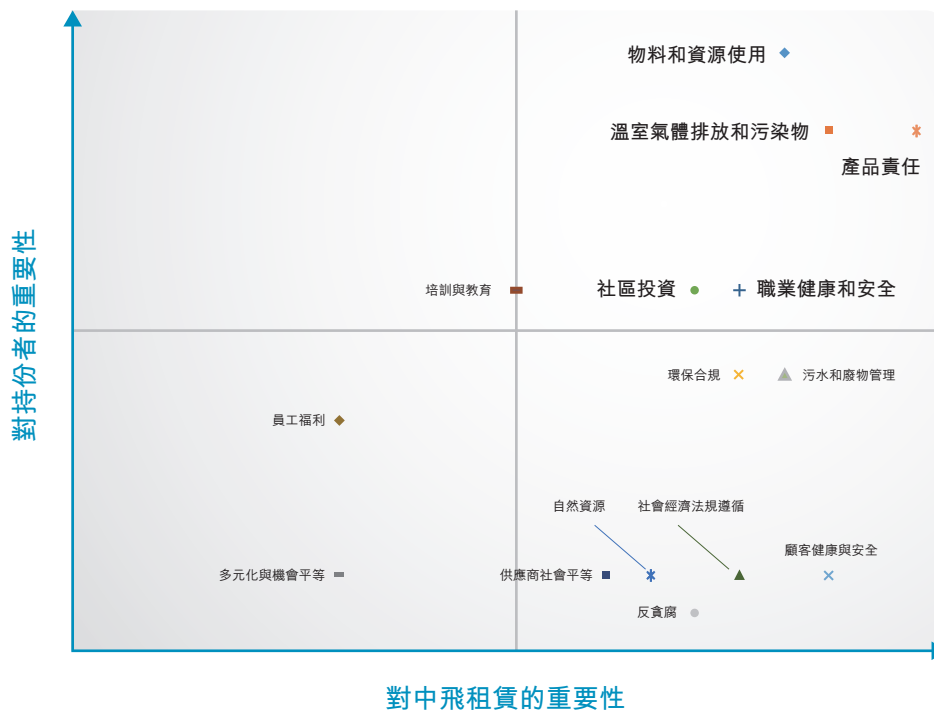 物料和資源使用
溫室氣體排放和污染物
產品責任
對持份者的重要性
培訓與教育
社區投資
職業健康和安全
環保合規
污水和廢物管理
員工福利
自然資源
社會經濟法規遵循
顧客健康與安全
多元化與機會平等
供應商社會平等
反貪腐
對中飛租賃的重要性